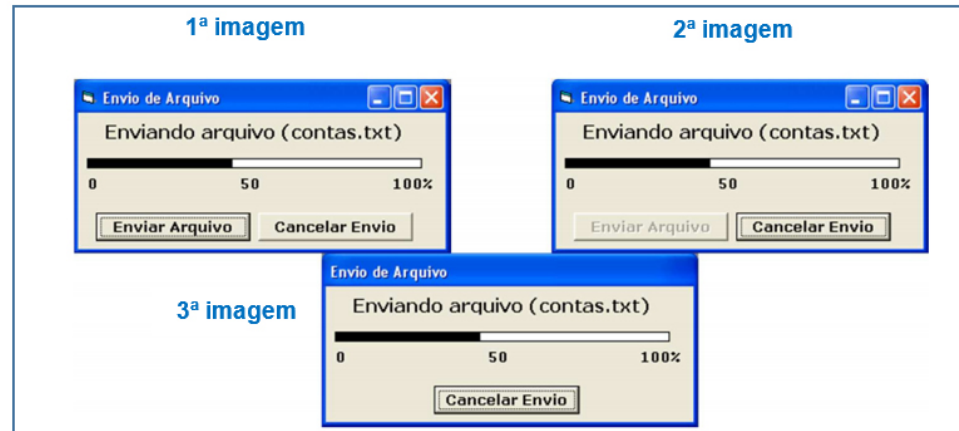 1ª imagem
2ª imagem
Envio de Arquivo
Enviando arquivo (contas.txt)
0 50 100%
Enviar Arquivo Cancelar Envio
Envio de Arquivo
Enviando arquivo (contas.txt)
0 50 100%
Enviar Arquivo Cancelar Envio
3ª imagem
Envio de Arquivo
Enviando arquivo (contas.txt)
0 50 100%
Cancelar Envio